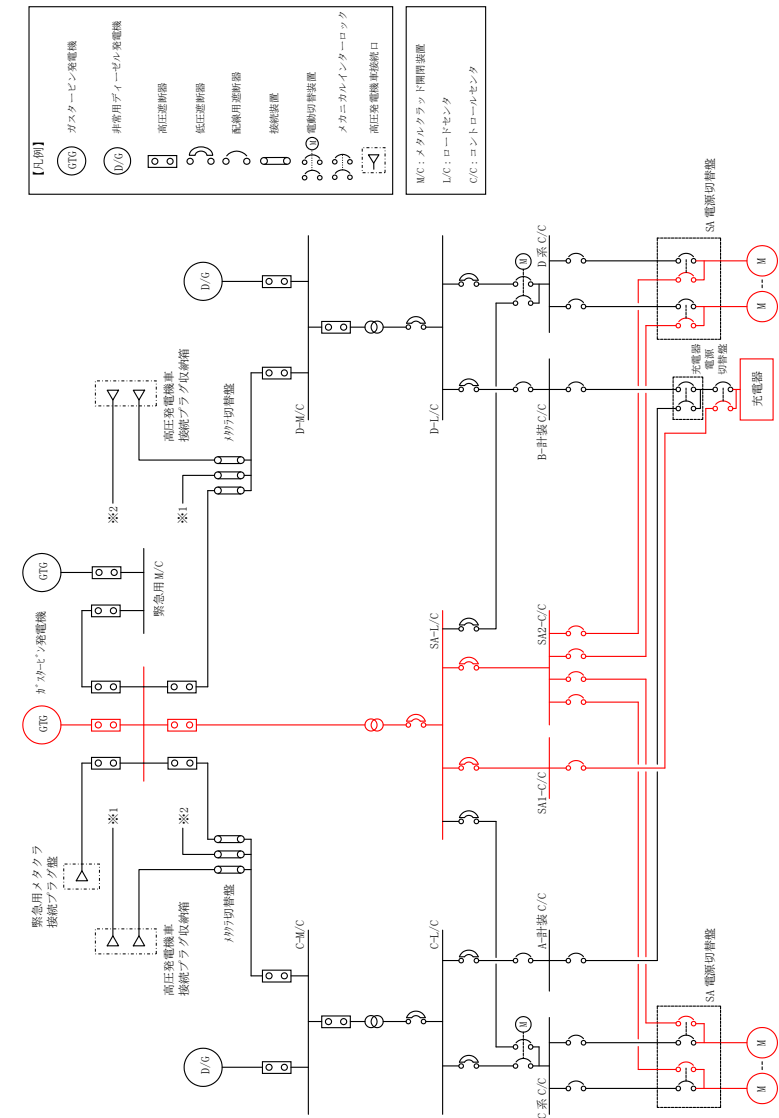 【凡例】
GTG
ガスタービン発電機
D/G
非常用ディーゼル発電機
高圧遮断器
低圧遮断器
配線用遮断器
接続装置
M
電動切替装置
メカニカルインターロック
高圧発電機車接続口
M/C：メタルクラッド開閉装置
L/C：ロードセンタ
C/C：コントロールセンタ
緊急用メタクラ
接続プラグ盤
GTG
ガスタービン発電機
GTG
緊急用M/C
高圧発電機車
接続プラグ収納箱
※1
※2
メタクラ切替盤
高圧発電機車
接続プラグ収納箱
※2
※1
メタクラ切替盤
D/G
C-M/C
D/G
D-M/C
C-L/C
SA-L/C
D-L/C
M
C系 C/C
A-計装 C/C
SA1-C/C
SA2-C/C
B-計装 C/C
M
D系 C/C
SA 電源切替盤
M
M
充電器
電源
切替盤
充電器
SA 電源切替盤
M
M